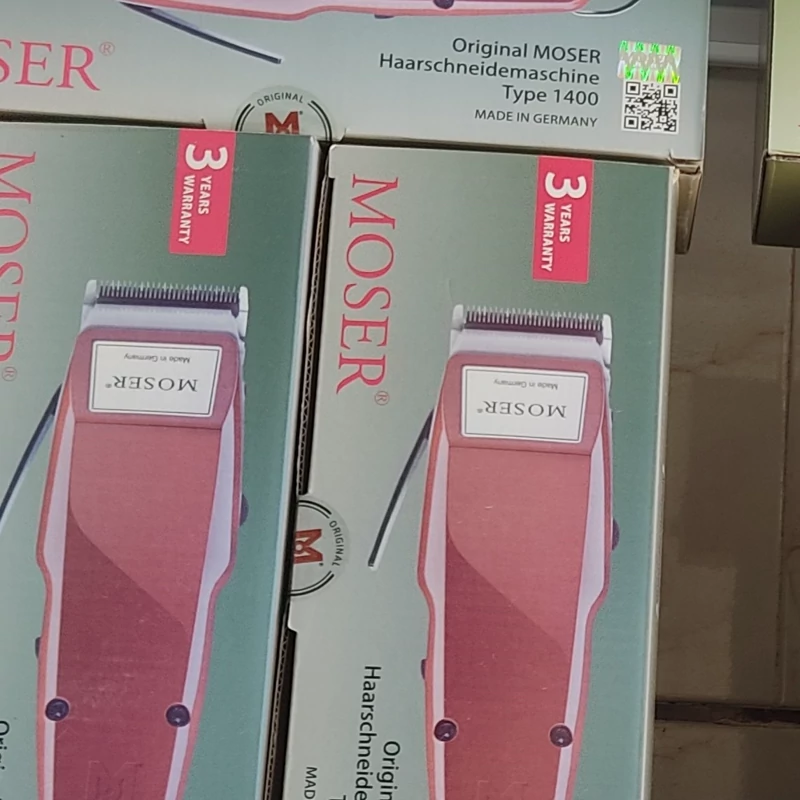 SER®
Original MOSER
Haarschneidemaschine
Type 1400
MADE IN GERMANY
ORIGINAL
M
MOSER®
3 YEARS
WARRANTY
MOSER®
Made in Germany
MOSER®
3 YEARS
WARRANTY
MOSER®
Made in Germany
ORIGINAL
M
Origin
Haarschneide
MAD
Origi